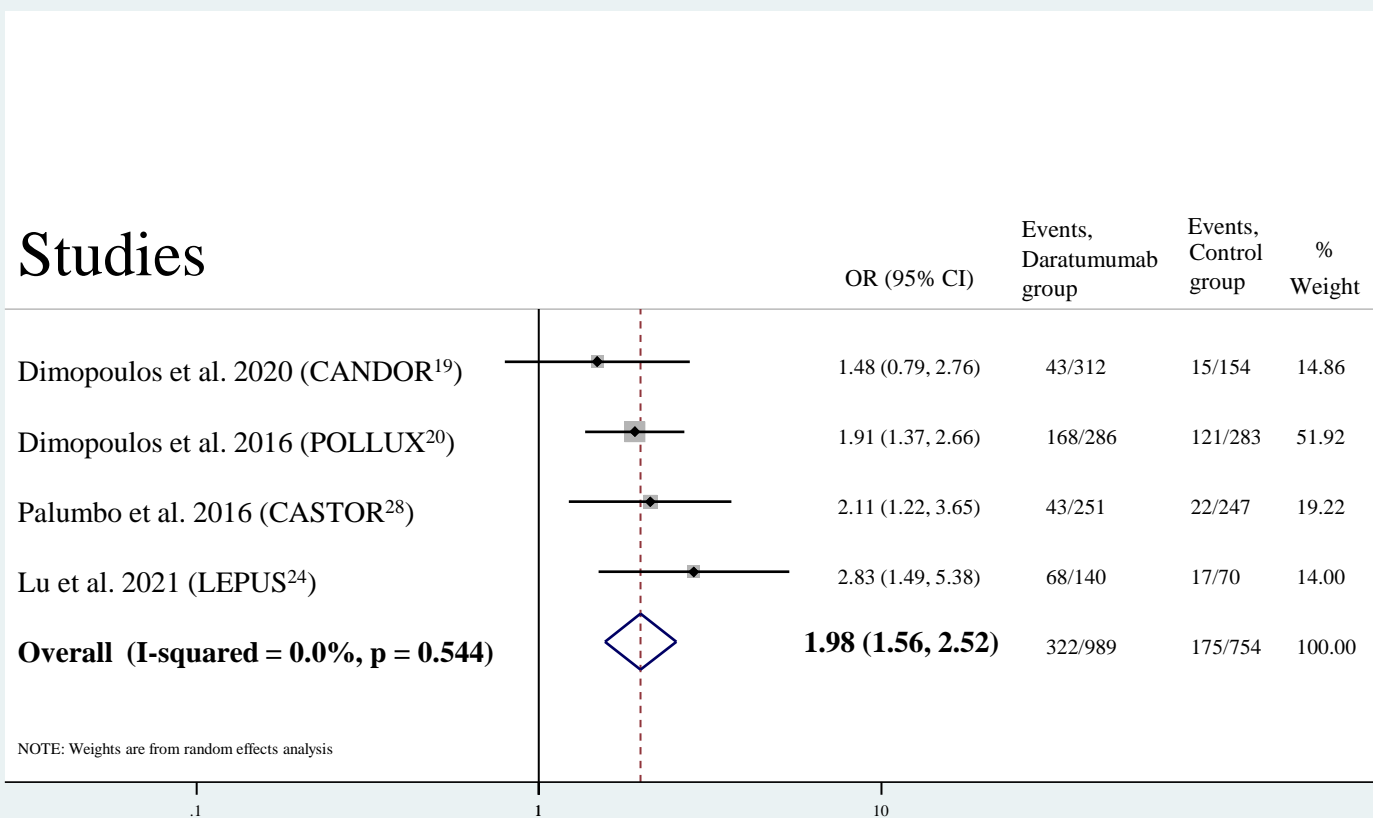 Studies OR (95% CI) Events, Daratumumab group Events, Control group % Weight
Dimopoulos et al. 2020 (CANDOR¹⁹) 1.48 (0.79, 2.76) 43/312 15/154 14.86
Dimopoulos et al. 2016 (POLLUX²⁰) 1.91 (1.37, 2.66) 168/286 121/283 51.92
Palumbo et al. 2016 (CASTOR²⁸) 2.11 (1.22, 3.65) 43/251 22/247 19.22
Lu et al. 2021 (LEPUS²⁴) 2.83 (1.49, 5.38) 68/140 17/70 14.00
Overall (I-squared = 0.0%, p = 0.544) 1.98 (1.56, 2.52) 322/989 175/754 100.00
NOTE: Weights are from random effects analysis
.1 1 10